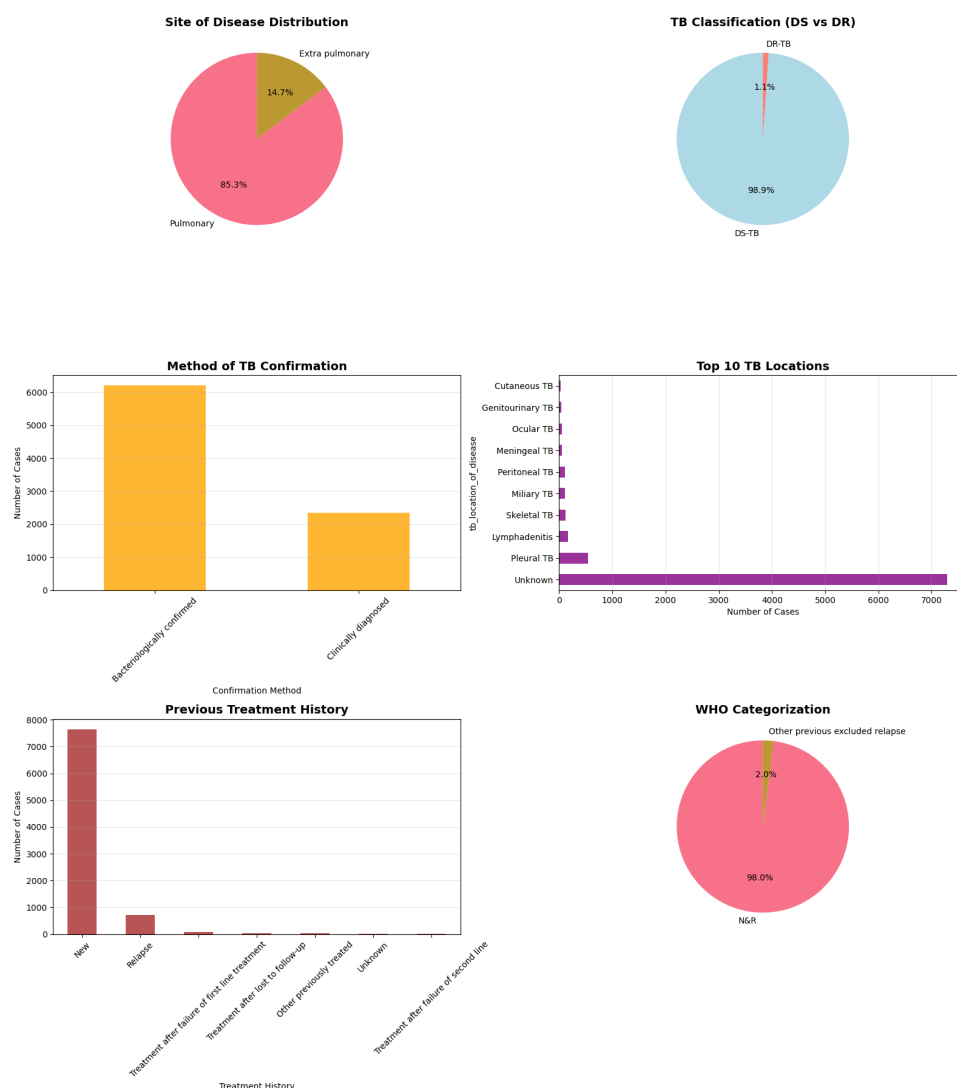 Site of Disease Distribution
Extra pulmonary
14.7%
85.3%
Pulmonary
TB Classification (DS vs DR)
DR-TB
1.1%
98.9%
DS-TB
Method of TB Confirmation
Number of Cases
6000
5000
4000
3000
2000
1000
0
Bacteriologically confirmed
Clinically diagnosed
Confirmation Method
Top 10 TB Locations
tb_location_of_disease
Cutaneous TB
Genitourinary TB
Ocular TB
Meningeal TB
Peritoneal TB
Miliary TB
Skeletal TB
Lymphadenitis
Pleural TB
Unknown
0 1000 2000 3000 4000 5000 6000 7000
Number of Cases
Previous Treatment History
Number of Cases
8000
7000
6000
5000
4000
3000
2000
1000
0
New
Relapse
Treatment after failure of first line treatment
Treatment after lost to follow-up
Other previously treated
Unknown
Treatment after failure of second line
Treatment History
WHO Categorization
Other previous excluded relapse
2.0%
98.0%
N&R